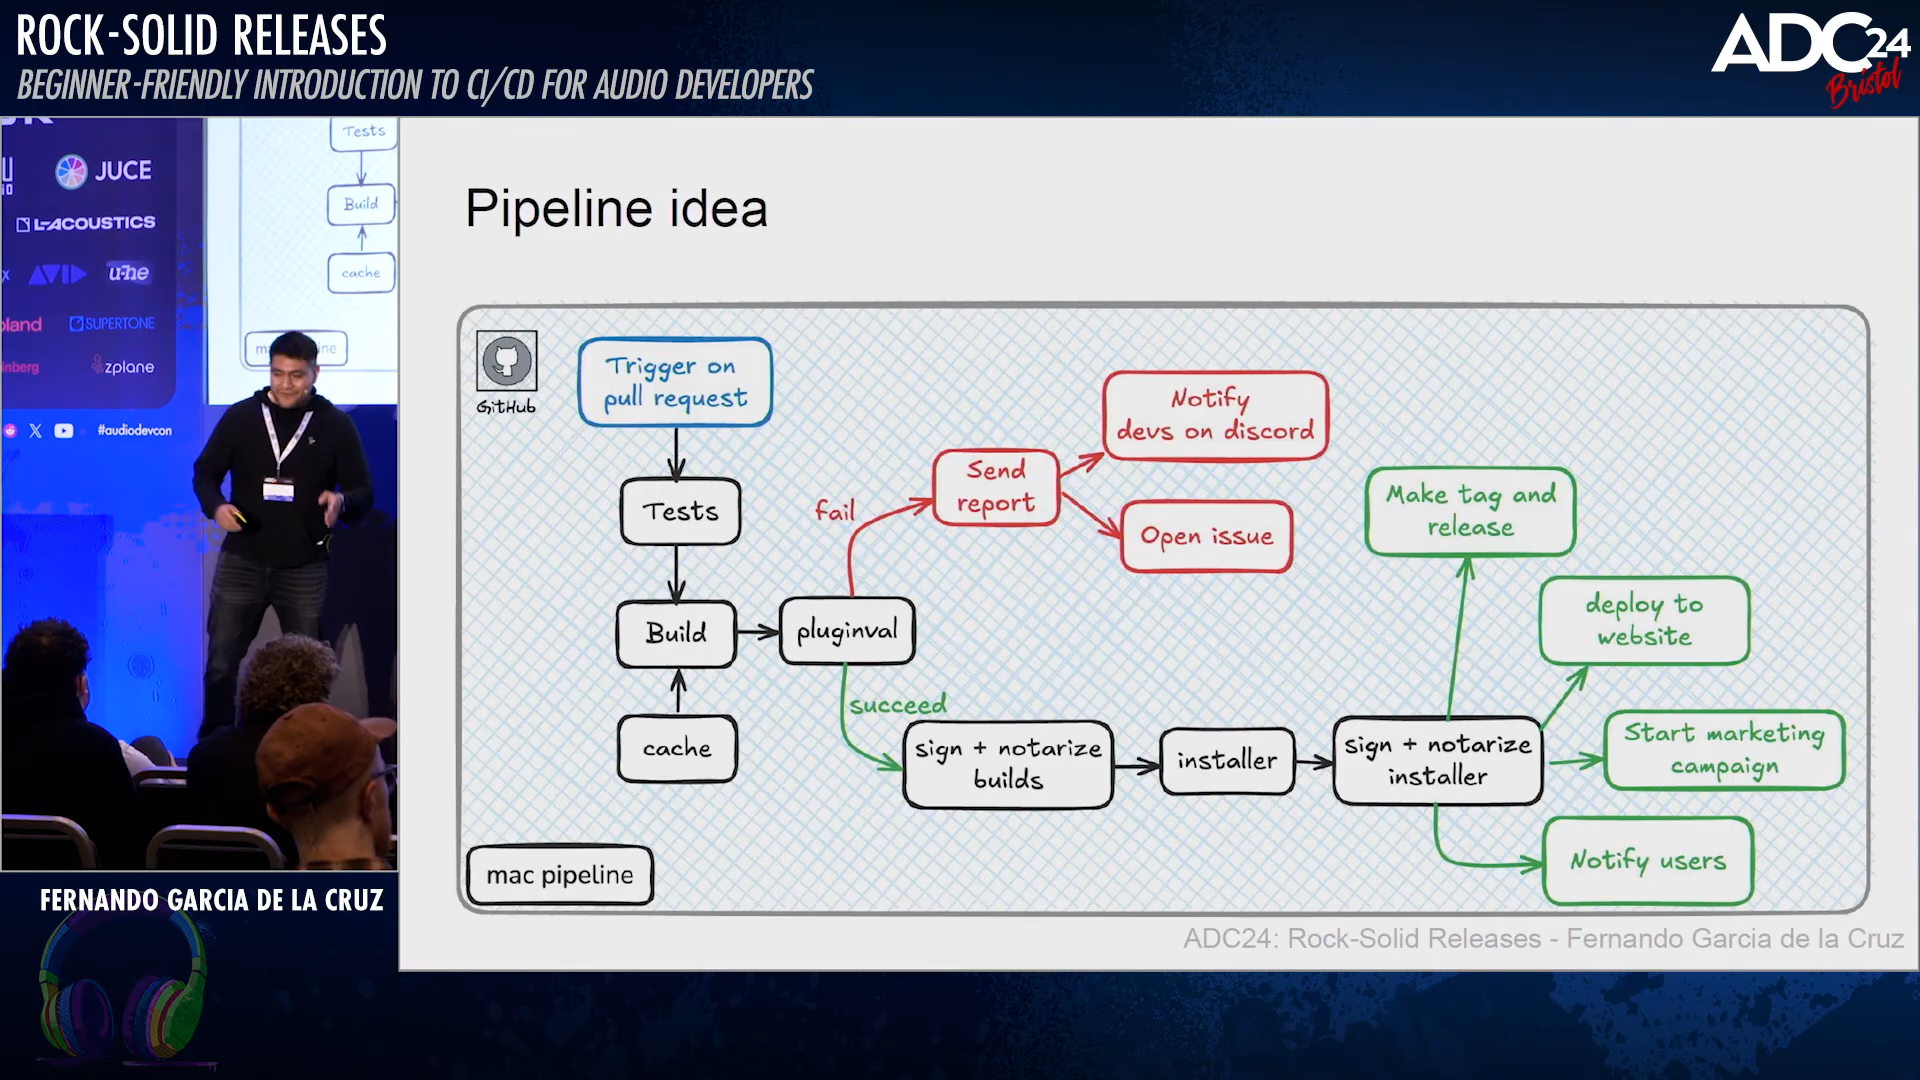 ROCK-SOLID RELEASES
BEGINNER-FRIENDLY INTRODUCTION TO CI/CD FOR AUDIO DEVELOPERS
ADC24
Bristol
JUCE
L-ACOUSTICS
AVID
u-he
SUPERTONE
zplane
#audiodevcon
Tests
Build
cache
FERNANDO GARCIA DE LA CRUZ
Pipeline idea
GitHub
Trigger on
pull request
Tests
Build
cache
pluginval
fail
Send
report
Notify
devs on discord
Open issue
succeed
sign + notarize
builds
installer
sign + notarize
installer
Make tag and
release
deploy to
website
Start marketing
campaign
Notify users
mac pipeline
ADC24: Rock-Solid Releases - Fernando Garcia de la Cruz